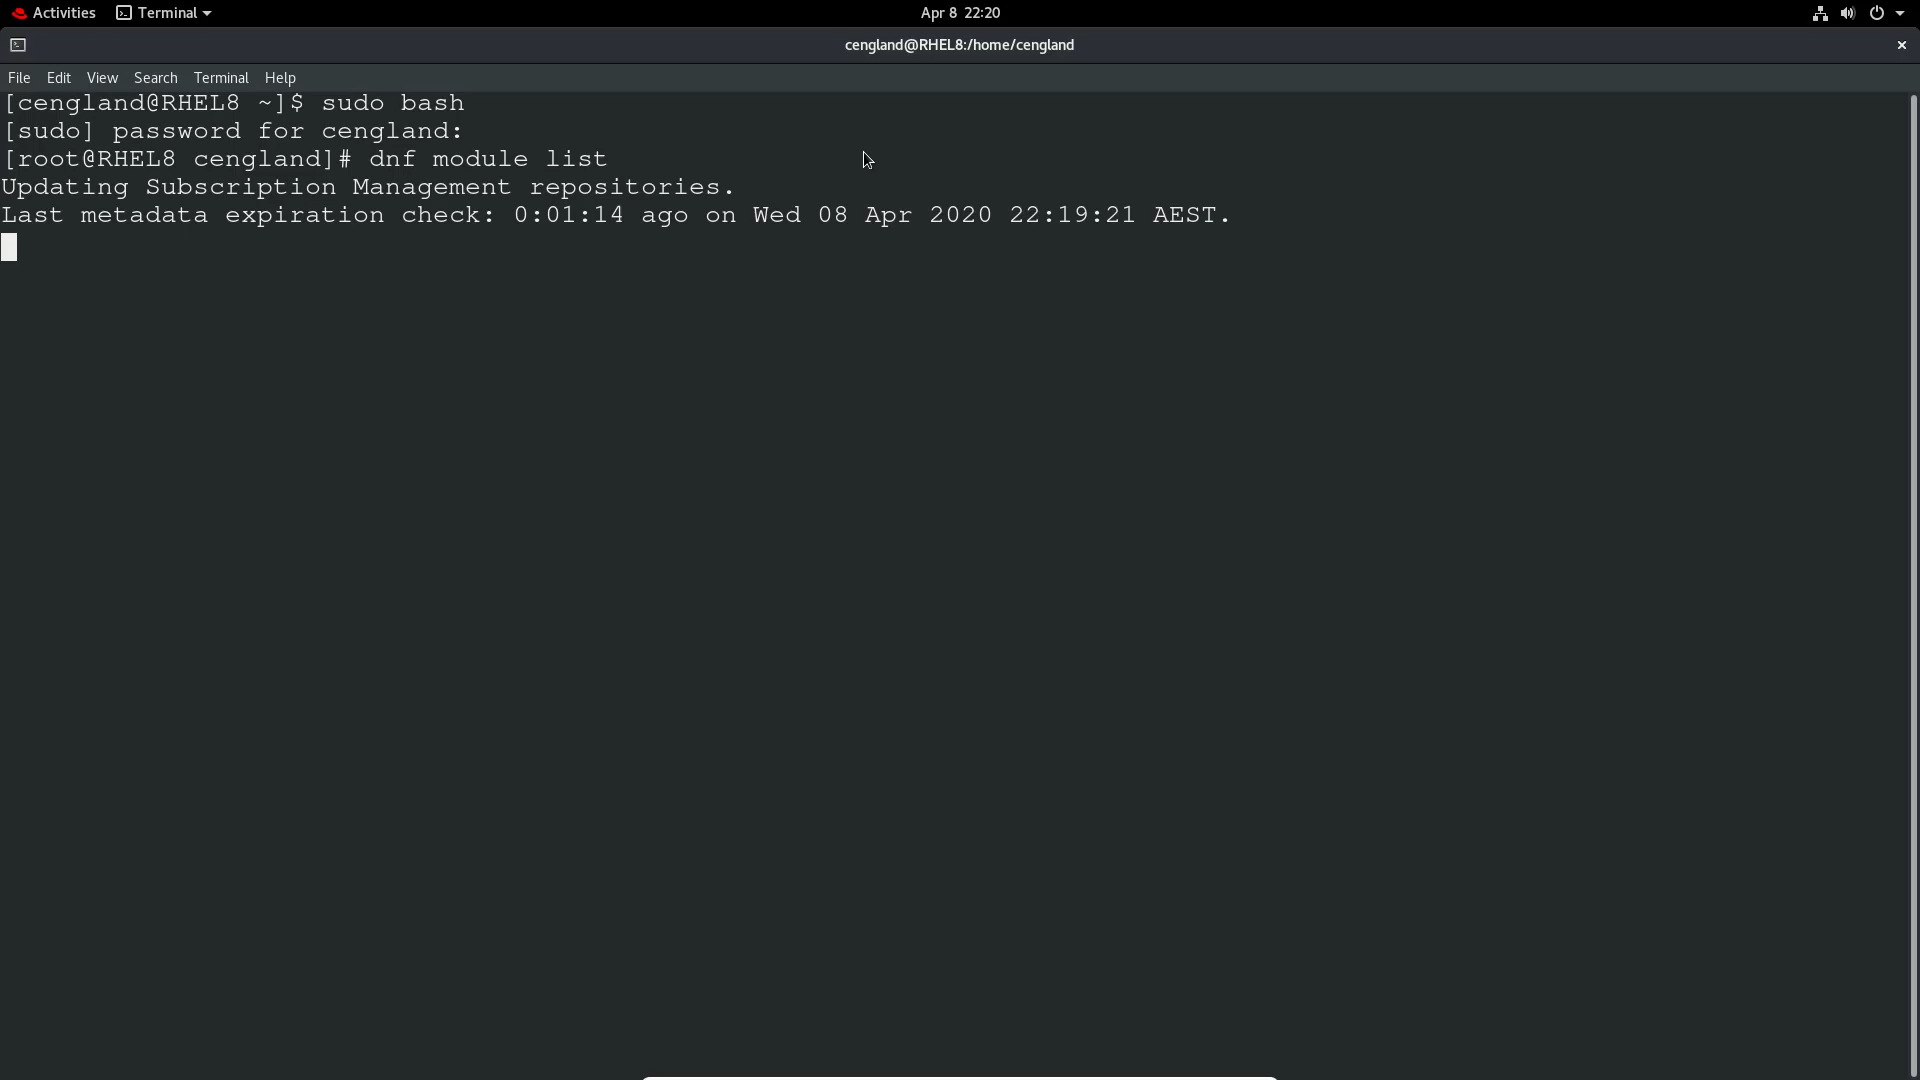 Activities Terminal Apr 8 22:20
cengland@RHEL8:/home/cengland
File Edit View Search Terminal Help
[cengland@RHEL8 ~]$ sudo bash
[sudo] password for cengland:
[root@RHEL8 cengland]# dnf module list
Updating Subscription Management repositories.
Last metadata expiration check: 0:01:14 ago on Wed 08 Apr 2020 22:19:21 AEST.